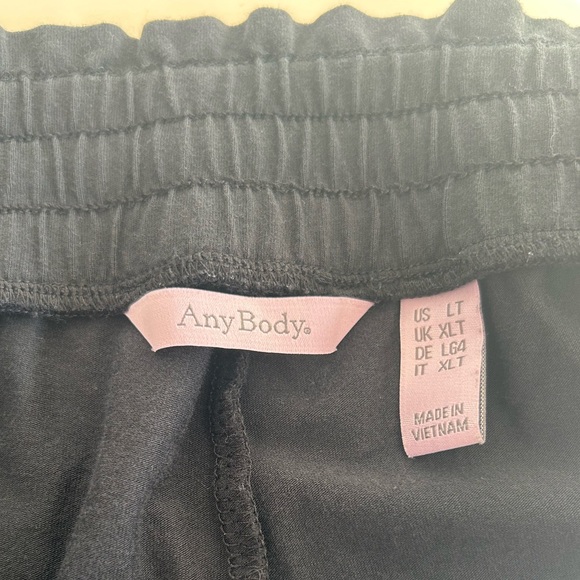 AnyBody®
US LT
UK XLT
DE L64
IT XLT
MADE IN
VIETNAM